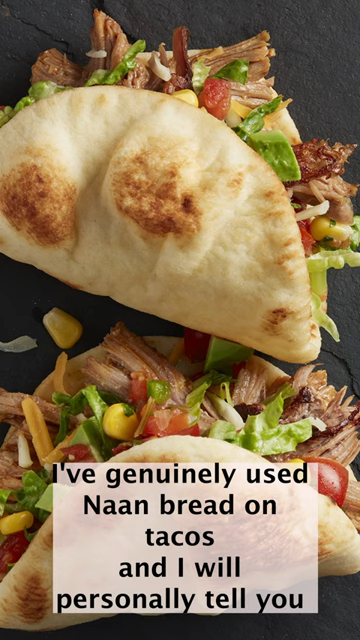 I've genuinely used
Naan bread on
tacos
and I will
personally tell you